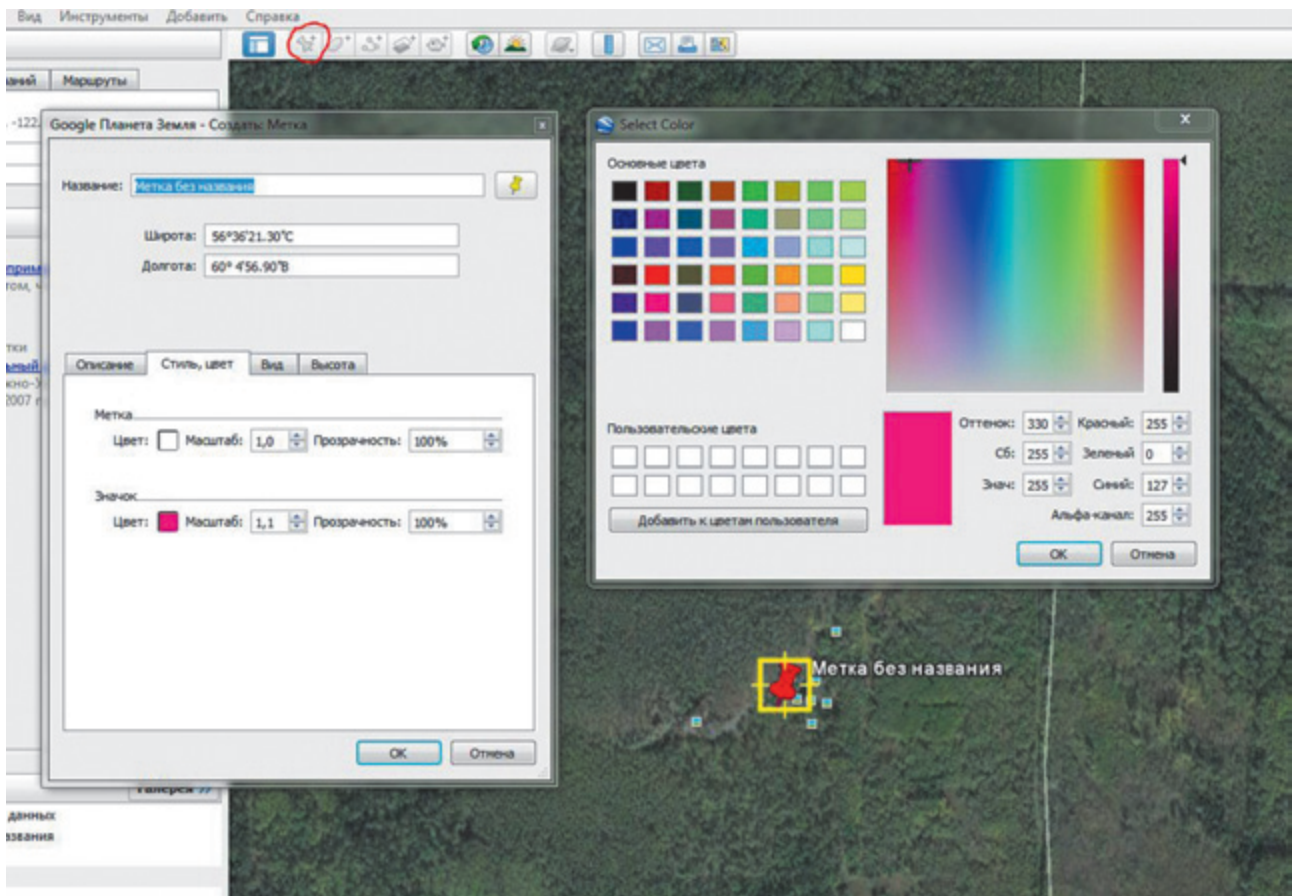 Вид Инструменты Добавить Справка
Маршруты
-122.
Google Планета Земля - Создать: Метка
Название: Метка без названия
Широта: 56°36'21.30"С
Долгота: 60° 4'56.90"В
Описание Стиль, цвет Вид Высота
Метка
Цвет: Масштаб: 1,0 Прозрачность: 100%
Значок
Цвет: Масштаб: 1,1 Прозрачность: 100%
ОК Отмена
Select Color
Основные цвета
Пользовательские цвета
Добавить к цветам пользователя
Оттенок: 330 Красный: 255
Сб: 255 Зеленый 0
Знач: 255 Синий: 127
Альфа-канал: 255
ОК Отмена
Метка без названия
Галерея
данных
азвания